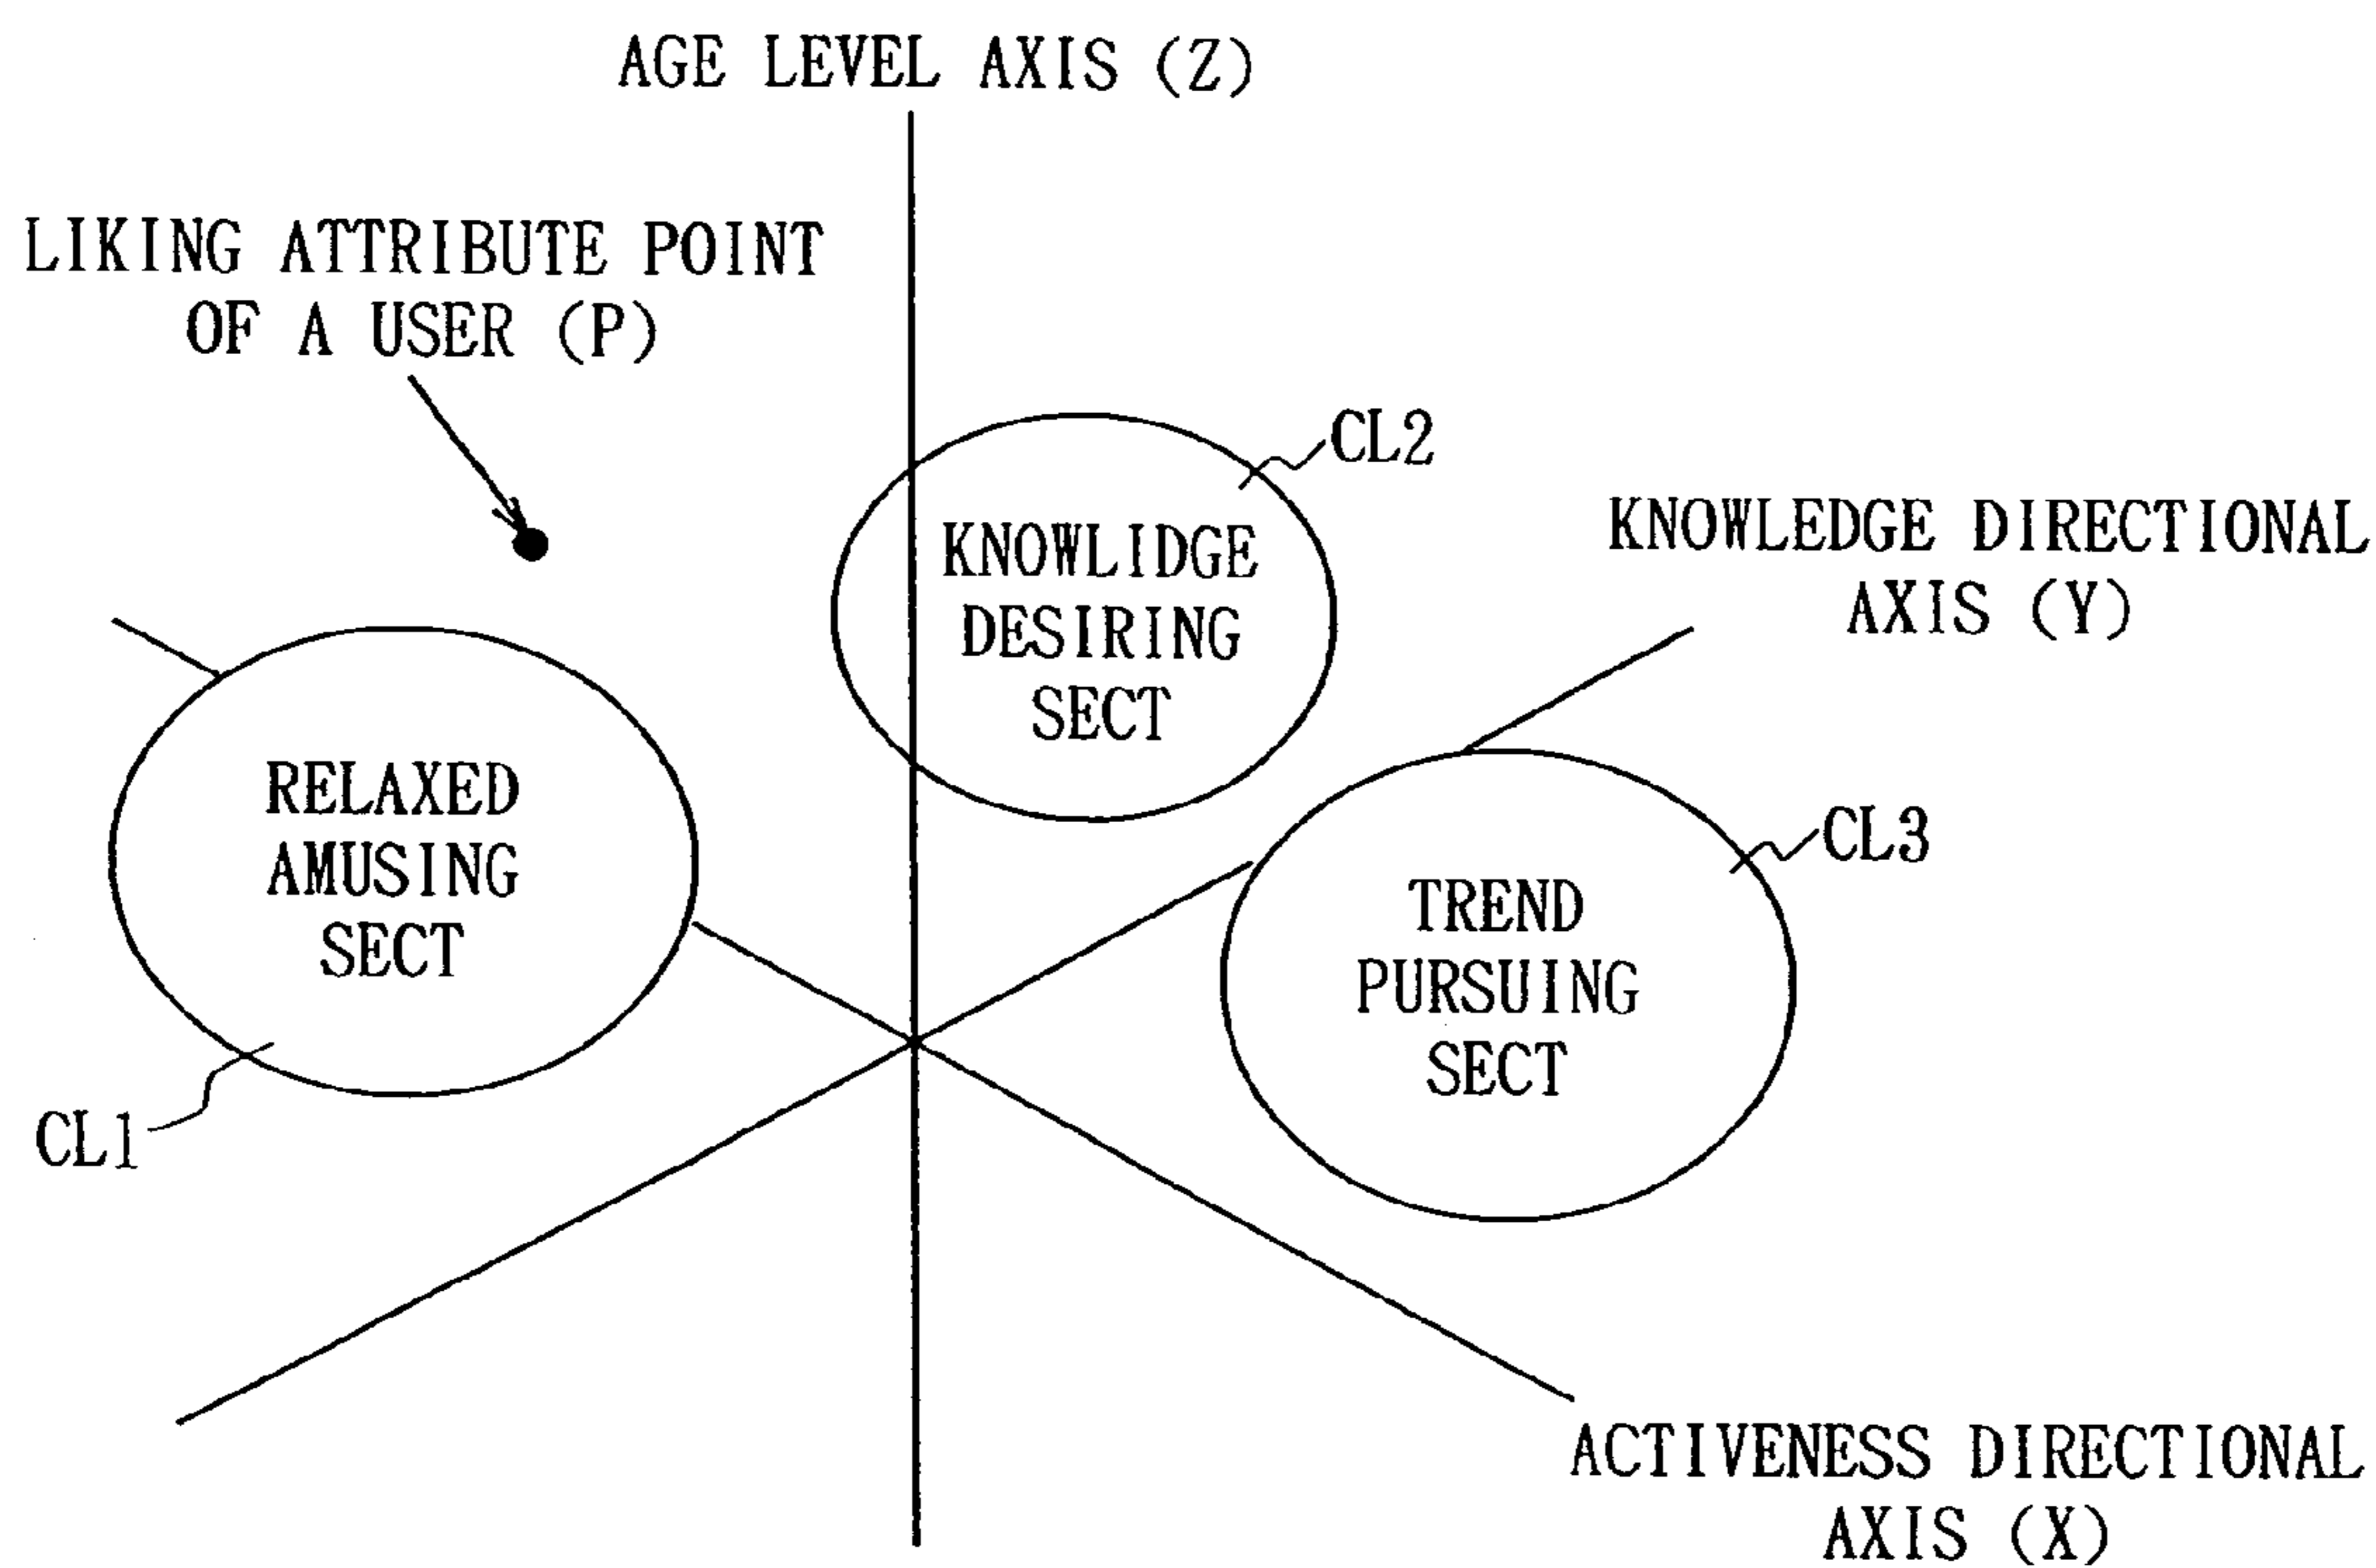 AGE LEVEL AXIS (Z)
LIKING ATTRIBUTE POINT
OF A USER (P)
CL2
KNOWLIDGE
DESIRING
SECT
KNOWLEDGE DIRECTIONAL
AXIS (Y)
RELAXED
AMUSING
SECT
CL3
TREND
PURSUING
SECT
CL1
ACTIVENESS DIRECTIONAL
AXIS (X)